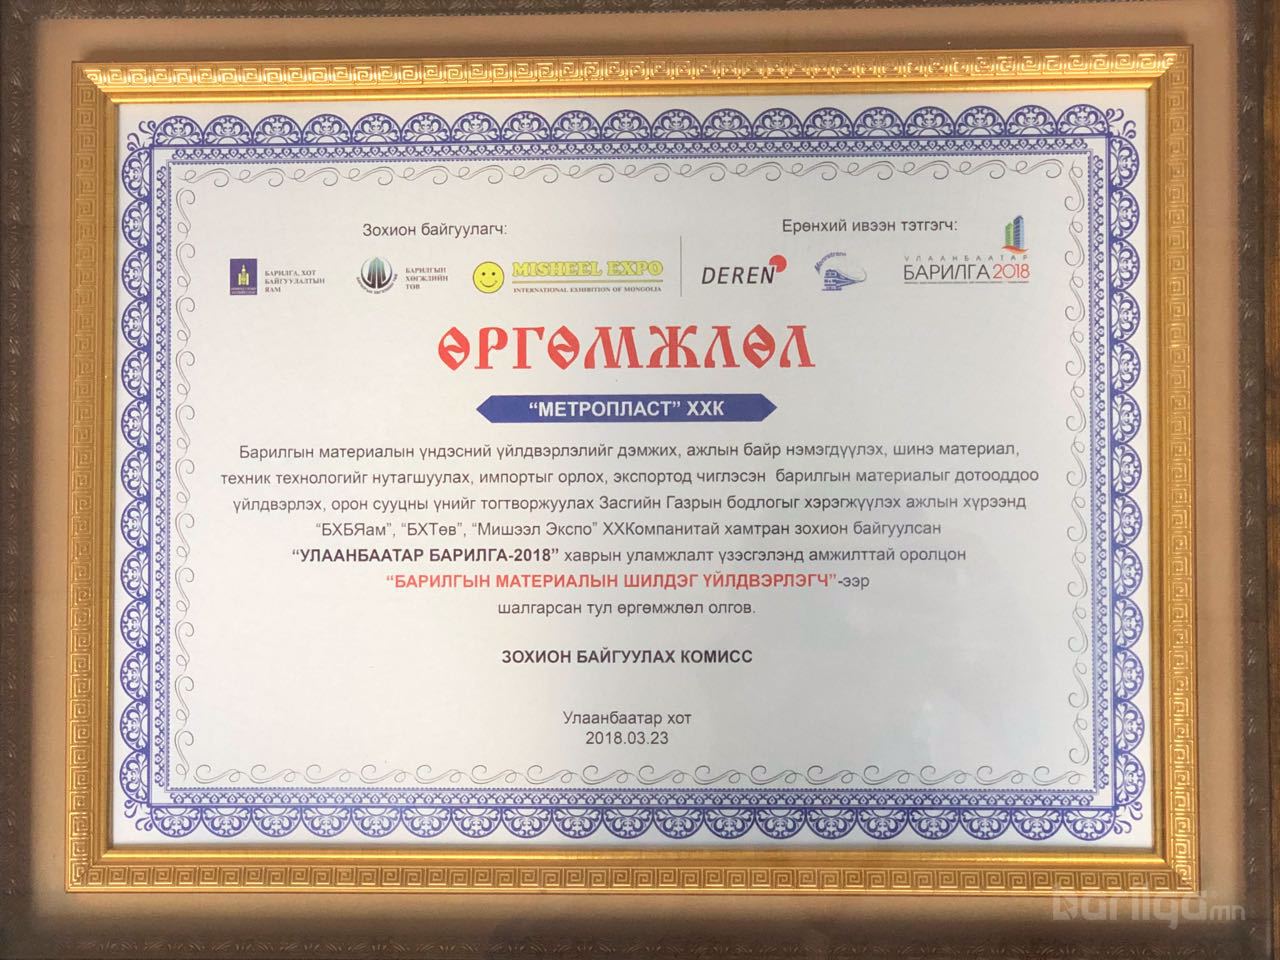 Зохион байгуулагч:
Ерөнхий ивээн тэтгэгч:
БАРИЛГА, ХОТ
БАЙГУУЛАЛТЫН
ЯАМ
БАРИЛГЫН
ХӨГЖЛИЙН
ТӨВ
MISHEEL EXPO
INTERNATIONAL EXHIBITION OF MONGOLIA
DEREN
УЛААНБААТАР
БАРИЛГА 2018
ӨРГӨМЖЛӨЛ
“МЕТРОПЛАСТ” ХХК
Барилгын материалын үндэсний үйлдвэрлэлийг дэмжих, ажлын байр нэмэгдүүлэх, шинэ материал,
техник технологийг нутагшуулах, импортыг орлох, экспортод чиглэсэн барилгын материалыг дотооддоо
үйлдвэрлэх, орон сууцны үнийг тогтворжуулах Засгийн Газрын бодлогыг хэрэгжүүлэх ажлын хүрээнд
“БХБЯам”, “БХТөв”, “Мишээл Экспо” ХХКомпанитай хамтран зохион байгуулсан
“УЛААНБААТАР БАРИЛГА-2018” хаврын уламжлалт үзэсгэлэнд амжилттай оролцон
“БАРИЛГЫН МАТЕРИАЛЫН ШИЛДЭГ ҮЙЛДВЭРЛЭГЧ”-ээр
шалгарсан тул өргөмжлөл олгов.
ЗОХИОН БАЙГУУЛАХ КОМИСС
Улаанбаатар хот
2018.03.23
barilga.mn